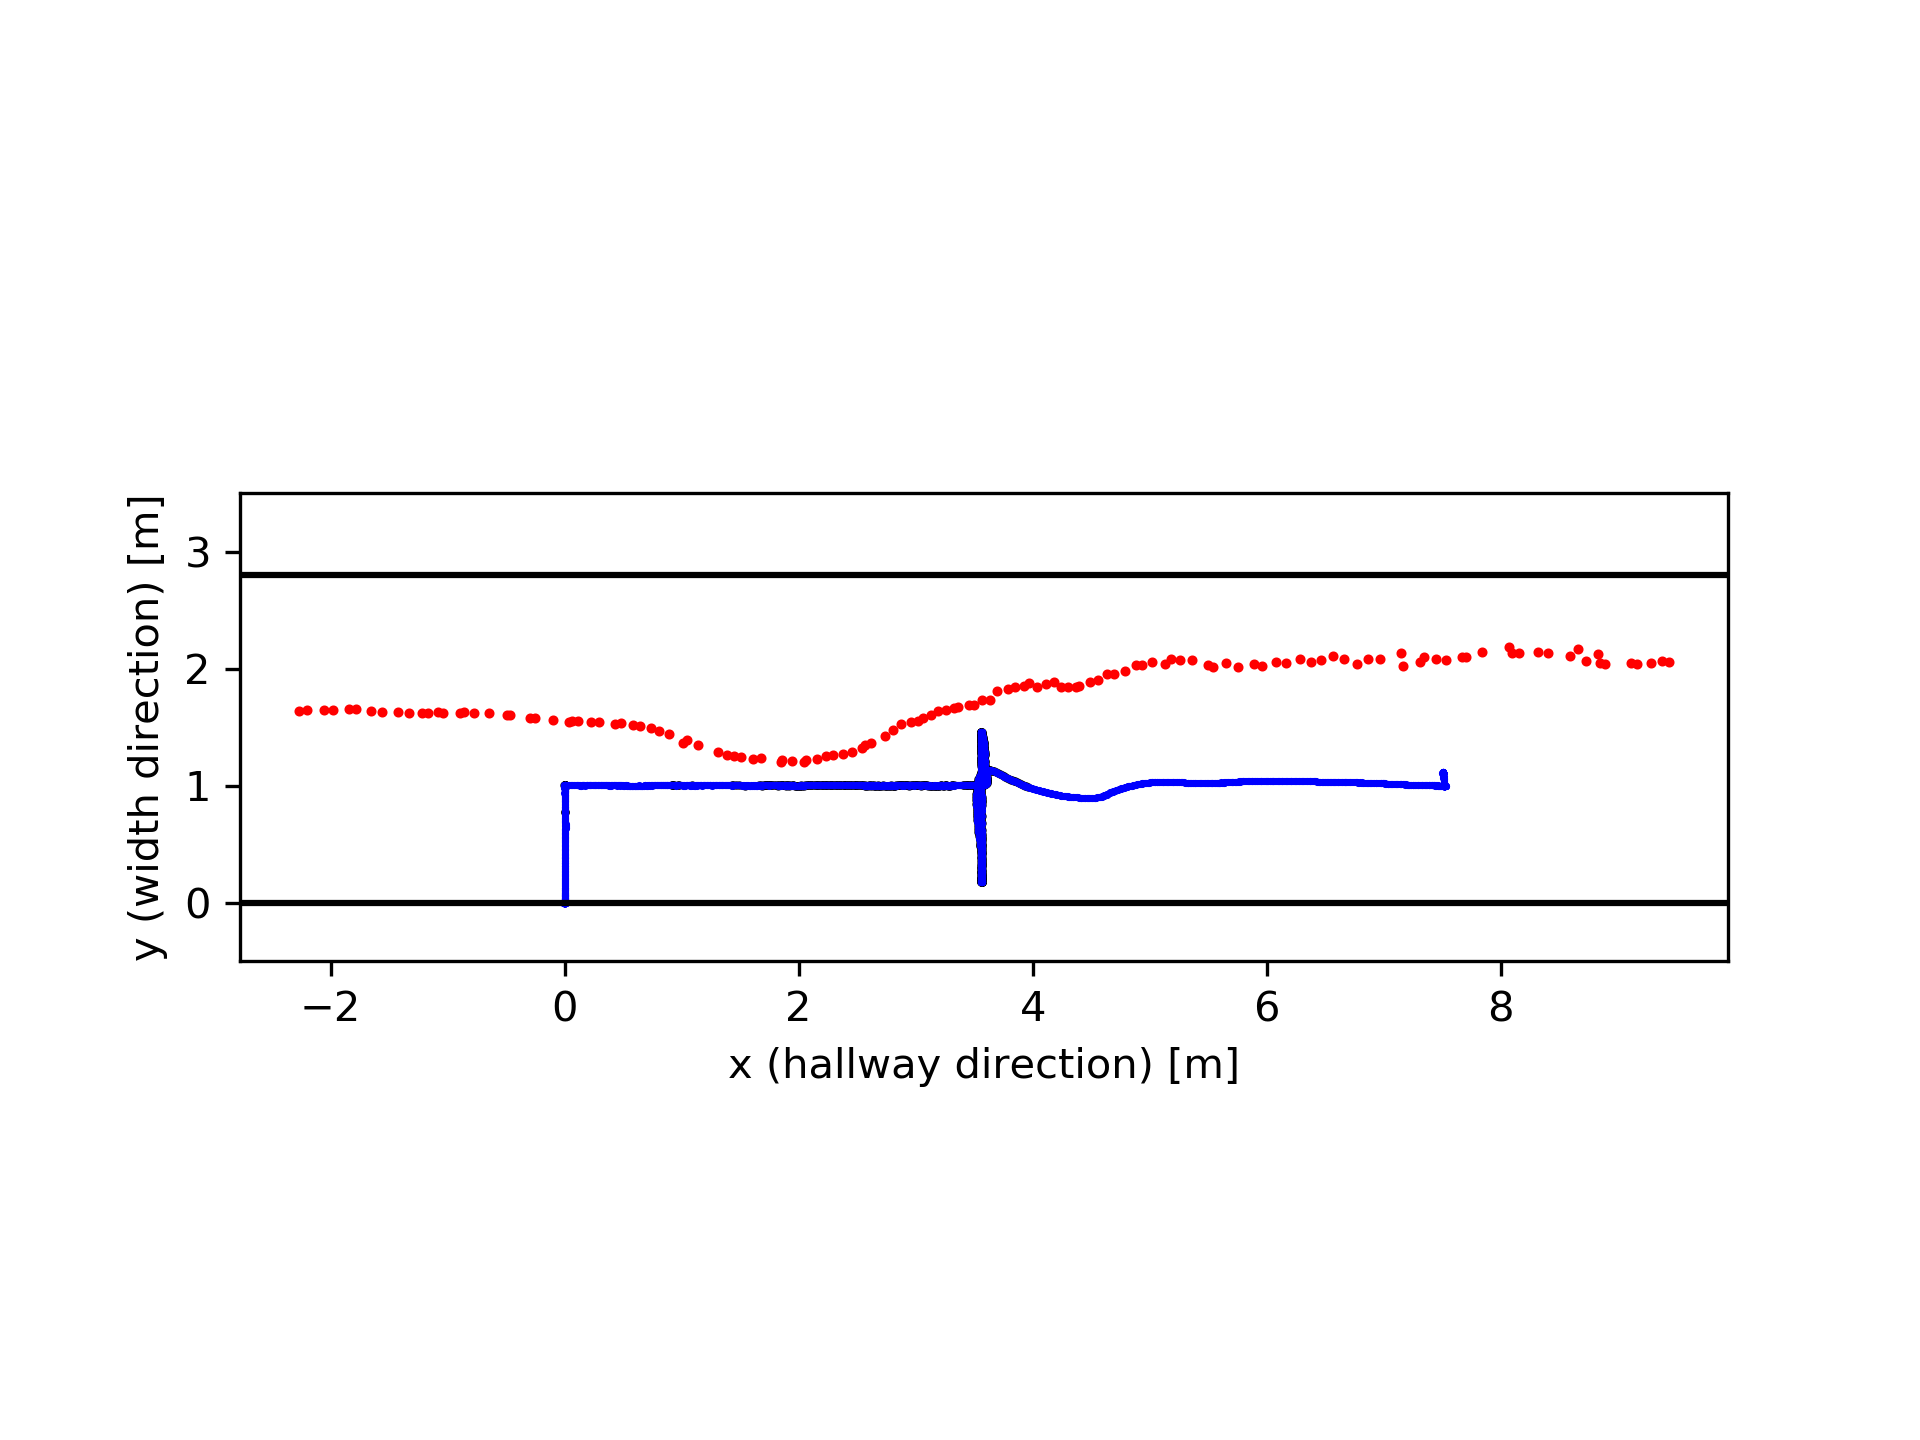 y (width direction) [m]
3
2
1
0
−2 0 2 4 6 8
x (hallway direction) [m]